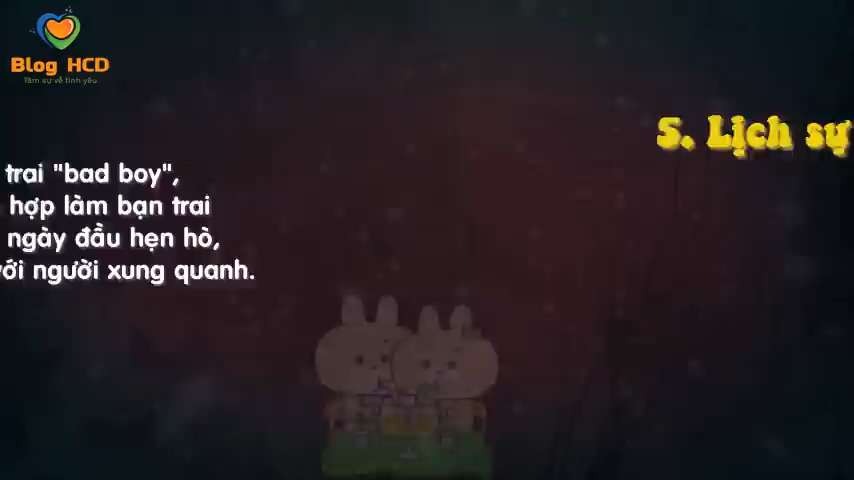 Blog HCD
Tâm sự về tình yêu
5. Lịch sự
trai "bad boy",
hợp làm bạn trai
ngày đầu hẹn hò,
với người xung quanh.